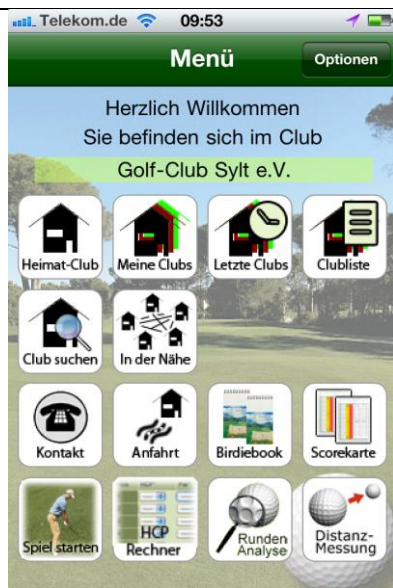 Telekom.de 09:53
Menü Optionen
Herzlich Willkommen
Sie befinden sich im Club
Golf-Club Sylt e.V.
Heimat-Club Meine Clubs Letzte Clubs Clubliste
Club suchen In der Nähe
Kontakt Anfahrt Birdiebook Scorekarte
Spiel starten HCP Rechner Runden Analyse Distanz-Messung